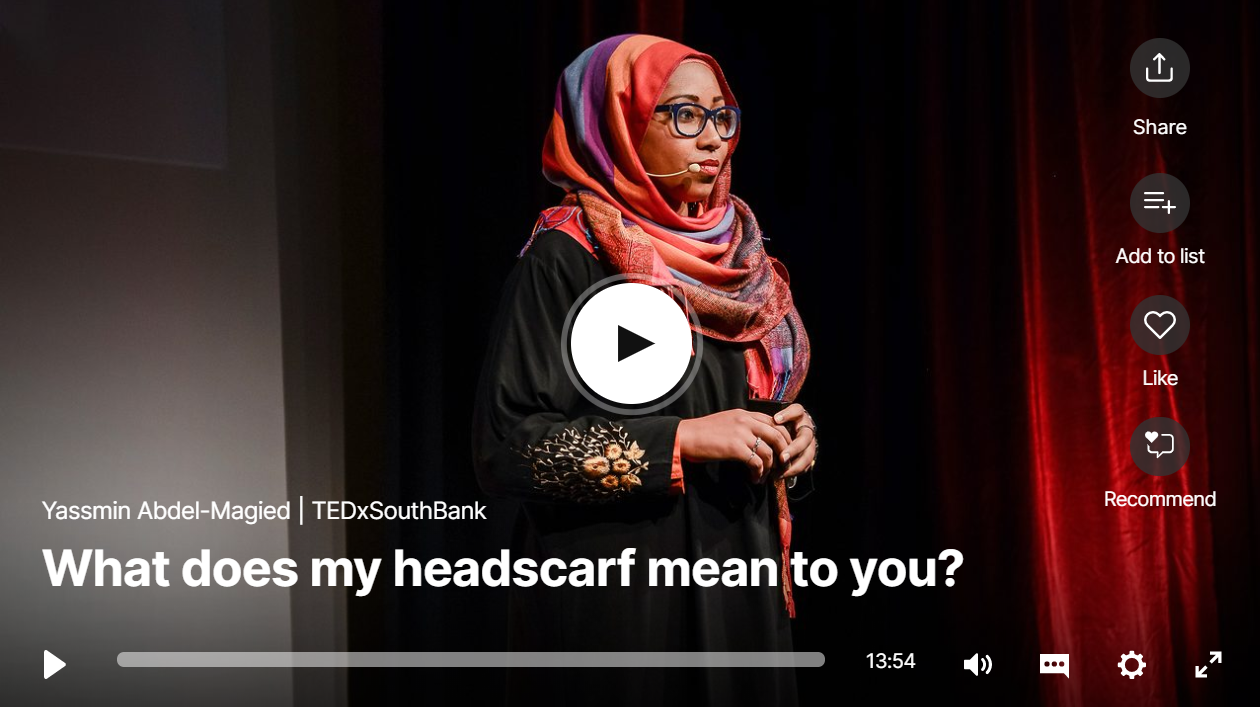 Share
Add to list
Like
Recommend
Yassmin Abdel-Magied | TEDxSouthBank
What does my headscarf mean to you?
13:54